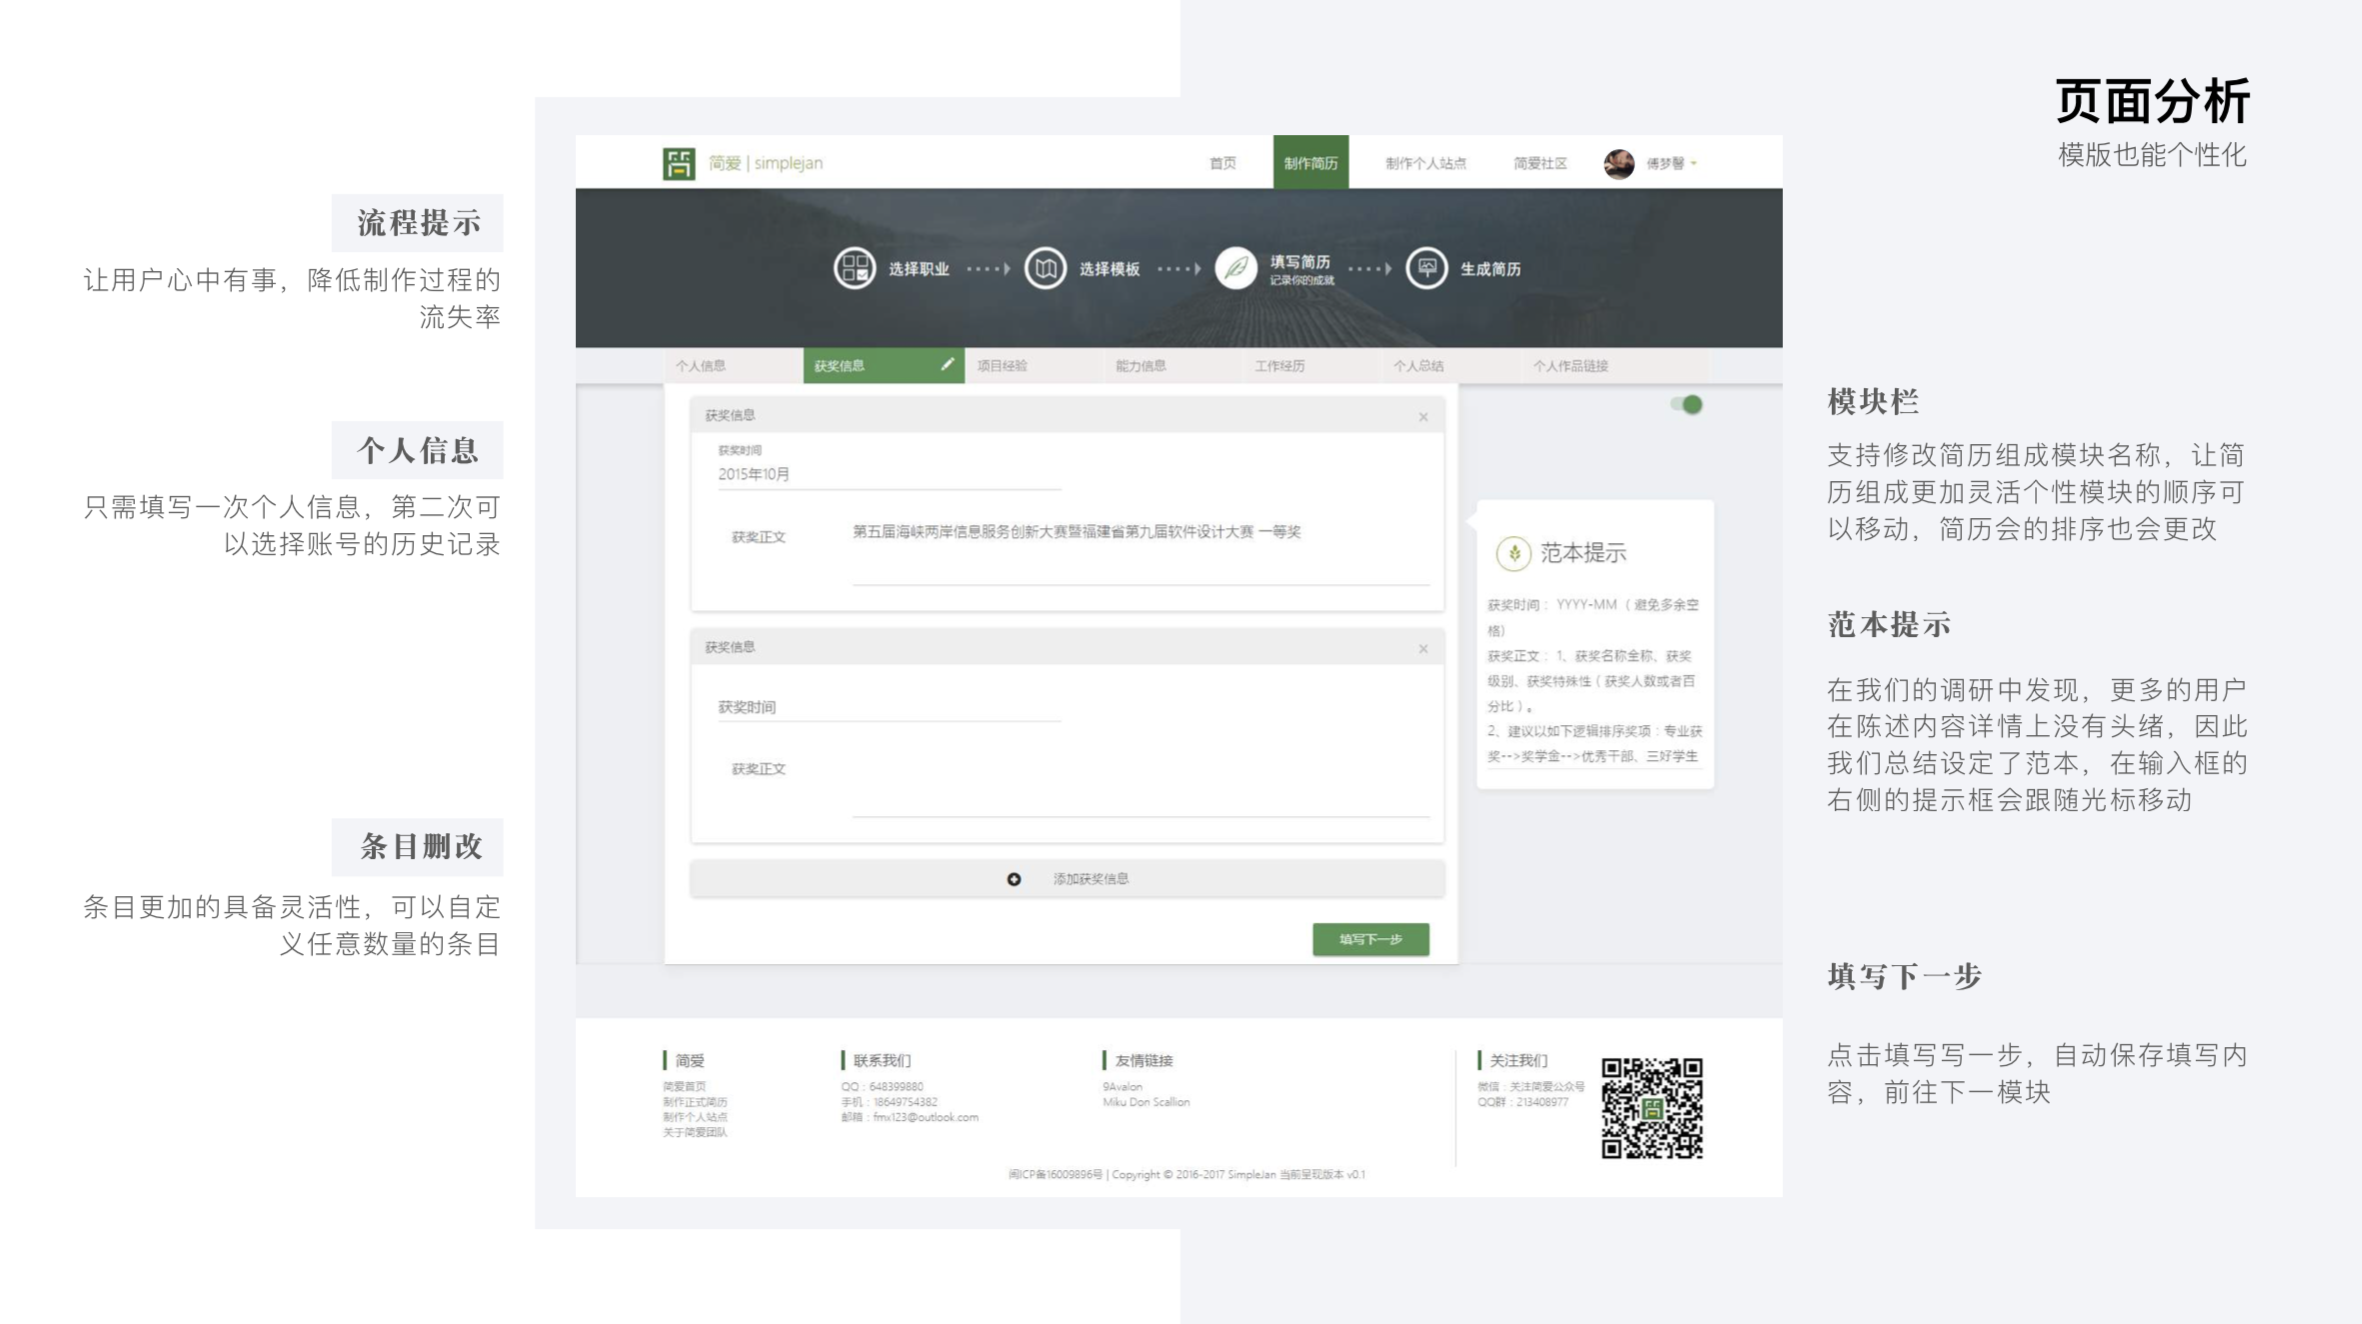 页面分析
模版也能个性化
流程提示
让用户心中有事，降低制作过程的
流失率
个人信息
只需填写一次个人信息，第二次可
以选择账号的历史记录
条目删改
条目更加的具备灵活性，可以自定
义任意数量的条目
简爱 | simplejan
首页
制作简历
制作个人站点
简爱社区
傅梦馨
选择职业
选择模板
填写简历
记录你的成就
生成简历
个人信息
获奖信息
项目经验
能力信息
工作经历
个人总结
个人作品链接
获奖信息
获奖时间
2015年10月
获奖正文
第五届海峡两岸信息服务创新大赛暨福建省第九届软件设计大赛 一等奖
获奖信息
获奖时间
获奖正文
添加获奖信息
填写下一步
范本提示
获奖时间：YYYY-MM（避免多余空
格）
获奖正文：1、获奖名称全称、获奖
级别、获奖特殊性（获奖人数或者百
分比）。
2、建议以如下逻辑排序奖项：专业获
奖-->奖学金-->优秀干部、三好学生
简爱
简爱首页
制作正式简历
制作个人站点
关于简爱团队
联系我们
QQ：648399880
手机：18649754382
邮箱：fmx123@outlook.com
友情链接
9Avalon
Miku Don Scallion
关注我们
微信：关注简爱公众号
QQ群：213408977
闽ICP备16009896号 | Copyright © 2016-2017 SimpleJan 当前呈现版本 v0.1
模块栏
支持修改简历组成模块名称，让简
历组成更加灵活个性模块的顺序可
以移动，简历会的排序也会更改
范本提示
在我们的调研中发现，更多的用户
在陈述内容详情上没有头绪，因此
我们总结设定了范本，在输入框的
右侧的提示框会跟随光标移动
填写下一步
点击填写写一步，自动保存填写内
容，前往下一模块